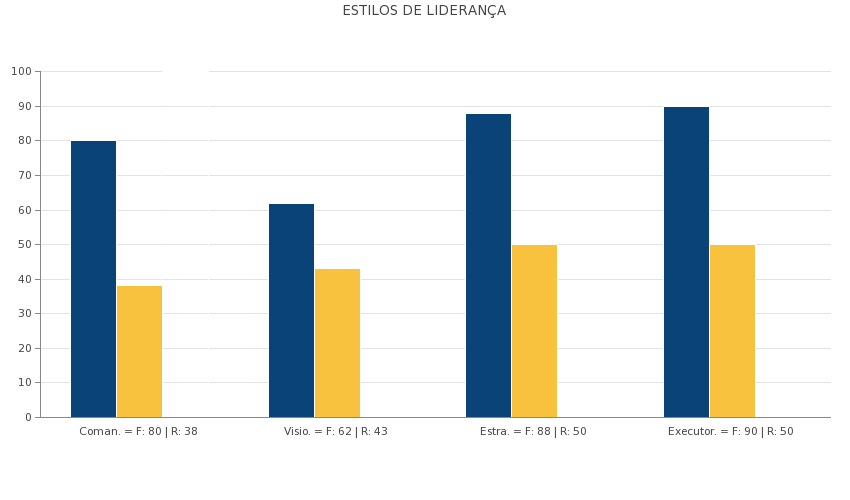 ESTILOS DE LIDERANÇA
100
90
80
70
60
50
40
30
20
10
0
Coman. = F: 80 | R: 38
Visio. = F: 62 | R: 43
Estra. = F: 88 | R: 50
Executor. = F: 90 | R: 50